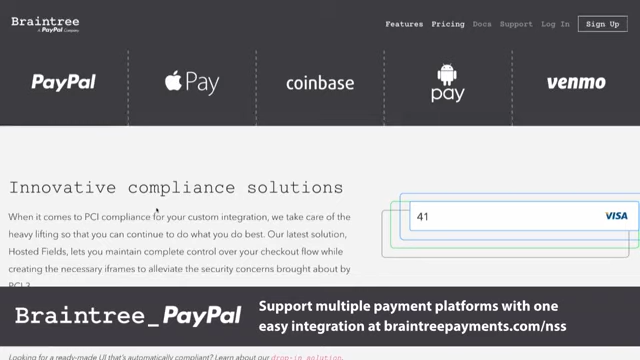 Braintree
A PayPal Company
Features Pricing Docs Support Log In Sign Up
PayPal Pay coinbase pay venmo
Innovative compliance solutions
When it comes to PCI compliance for your custom integration, we take care of the
heavy lifting so that you can continue to do what you do best. Our latest solution,
Hosted Fields, lets you maintain complete control over your checkout flow while
creating the necessary iframes to alleviate the security concerns brought about by
PCI 3
41 VISA
Braintree_PayPal
Support multiple payment platforms with one
easy integration at braintreepayments.com/nss
Looking for a ready-made UI that's automatically compliant? Learn about our drop-in solution.